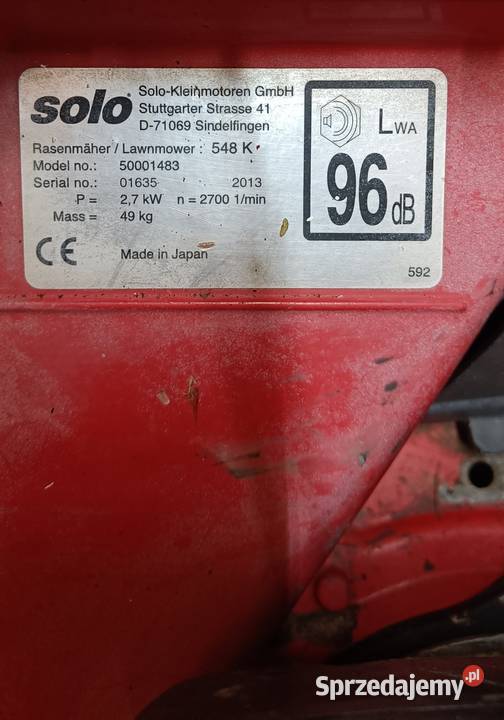 solo®
Solo-Kleinmotoren GmbH
Stuttgarter Strasse 41
D-71069 Sindelfingen
Rasenmäher / Lawnmower : 548 K
Model no.: 50001483
Serial no.: 01635 2013
P = 2,7 kW n = 2700 1/min
Mass = 49 kg
CE Made in Japan
LWA
96 dB
592
Sprzedajemy.pl